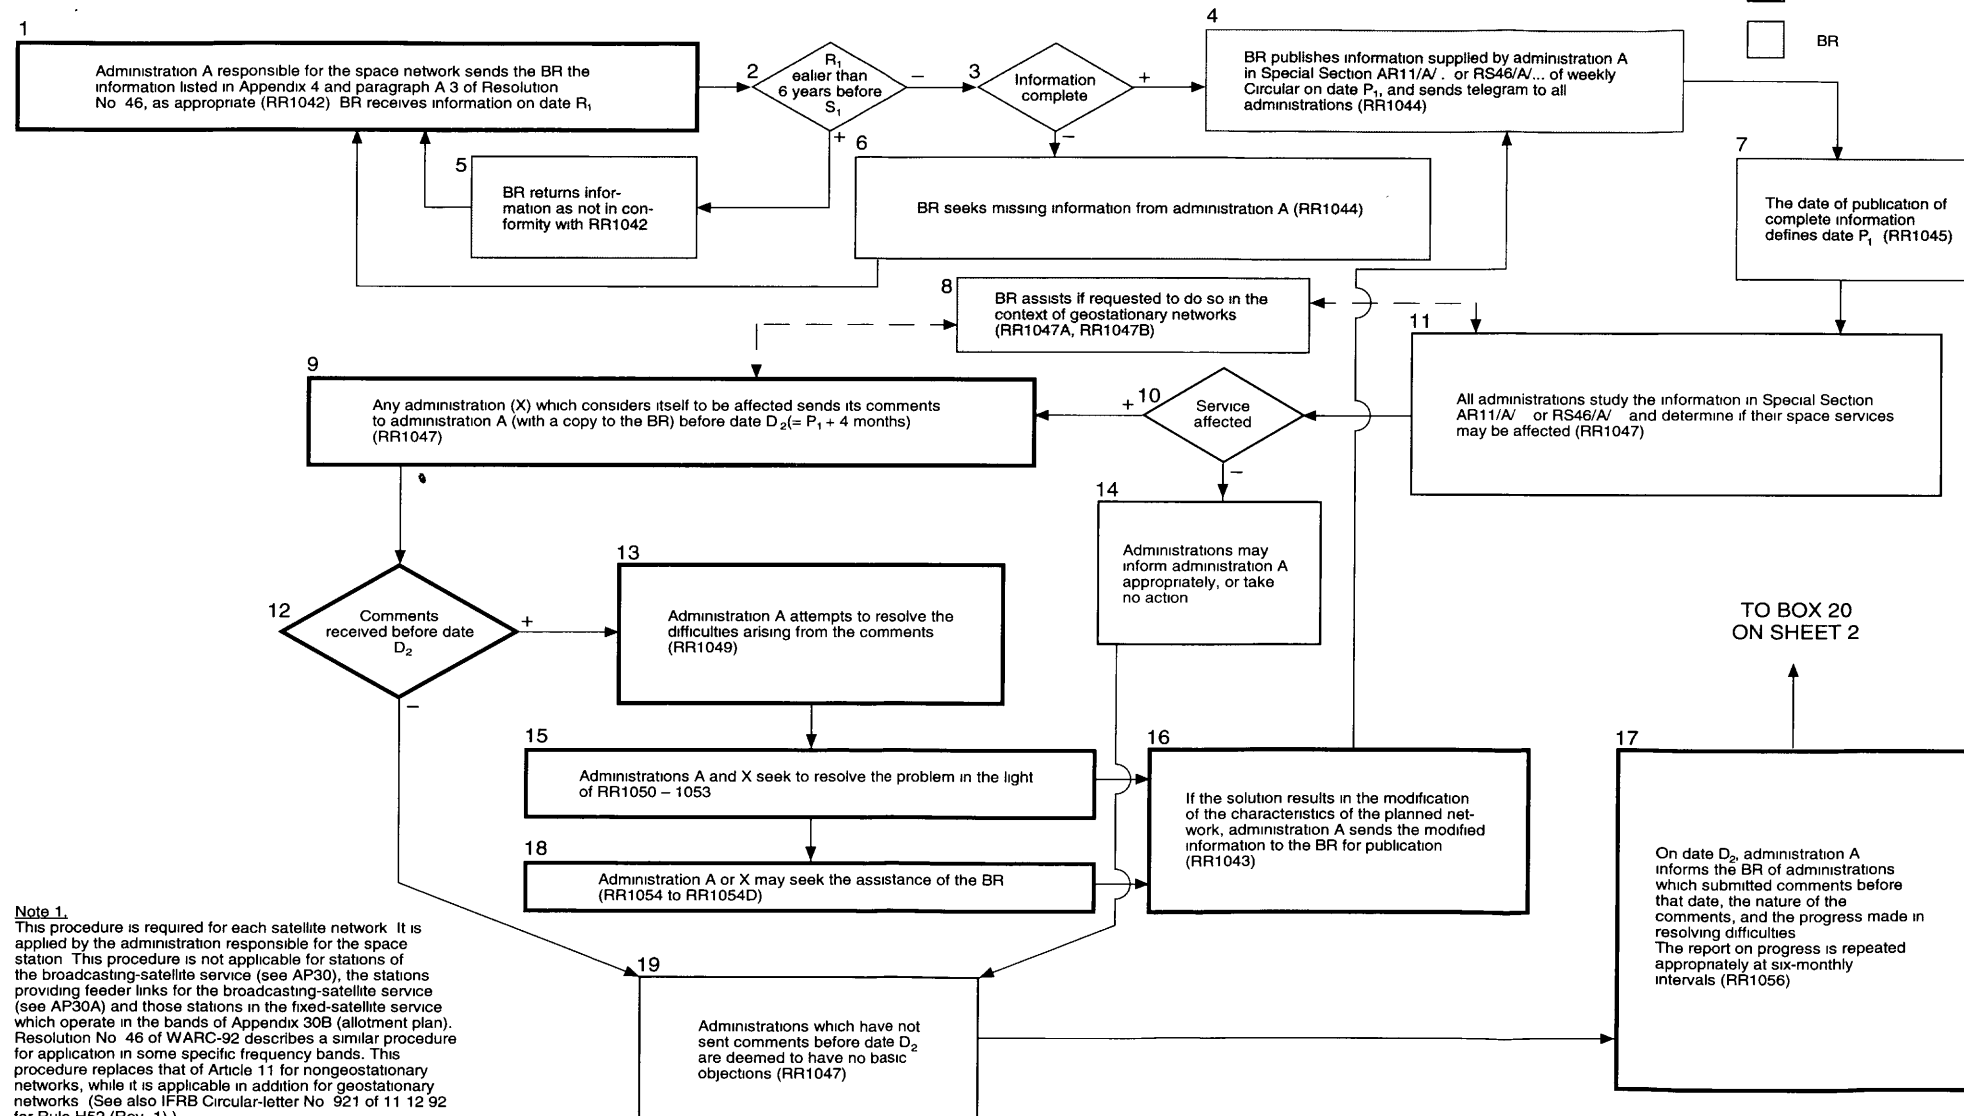 1
Administration A responsible for the space network sends the BR the
information listed in Appendix 4 and paragraph A 3 of Resolution
No 46, as appropriate (RR1042) BR receives information on date R1
2
R1
ealier than
6 years before
S1
–
+
3
Information
complete
+
–
4
BR publishes information supplied by administration A
in Special Section AR11/A/ . or RS46/A/... of weekly
Circular on date P1, and sends telegram to all
administrations (RR1044)
BR
5
BR returns infor-
mation as not in con-
formity with RR1042
6
BR seeks missing information from administration A (RR1044)
7
The date of publication of
complete information
defines date P1 (RR1045)
8
BR assists if requested to do so in the
context of geostationary networks
(RR1047A, RR1047B)
9
Any administration (X) which considers itself to be affected sends its comments
to administration A (with a copy to the BR) before date D2(= P1 + 4 months)
(RR1047)
10
Service
affected
+
–
11
All administrations study the information in Special Section
AR11/A/ or RS46/A/ and determine if their space services
may be affected (RR1047)
12
Comments
received before date
D2
+
–
13
Administration A attempts to resolve the
difficulties arising from the comments
(RR1049)
14
Administrations may
inform administration A
appropriately, or take
no action
TO BOX 20
ON SHEET 2
15
Administrations A and X seek to resolve the problem in the light
of RR1050 – 1053
16
If the solution results in the modification
of the characteristics of the planned net-
work, administration A sends the modified
information to the BR for publication
(RR1043)
17
On date D2, administration A
informs the BR of administrations
which submitted comments before
that date, the nature of the
comments, and the progress made in
resolving difficulties
The report on progress is repeated
appropriately at six-monthly
intervals (RR1056)
18
Administration A or X may seek the assistance of the BR
(RR1054 to RR1054D)
19
Administrations which have not
sent comments before date D2
are deemed to have no basic
objections (RR1047)
Note 1.
This procedure is required for each satellite network It is
applied by the administration responsible for the space
station This procedure is not applicable for stations of
the broadcasting-satellite service (see AP30), the stations
providing feeder links for the broadcasting-satellite service
(see AP30A) and those stations in the fixed-satellite service
which operate in the bands of Appendix 30B (allotment plan).
Resolution No 46 of WARC-92 describes a similar procedure
for application in some specific frequency bands. This
procedure replaces that of Article 11 for nongeostationary
networks, while it is applicable in addition for geostationary
networks (See also IFRB Circular-letter No 921 of 11 12 92
for Rule H52 (Rev. 1).)